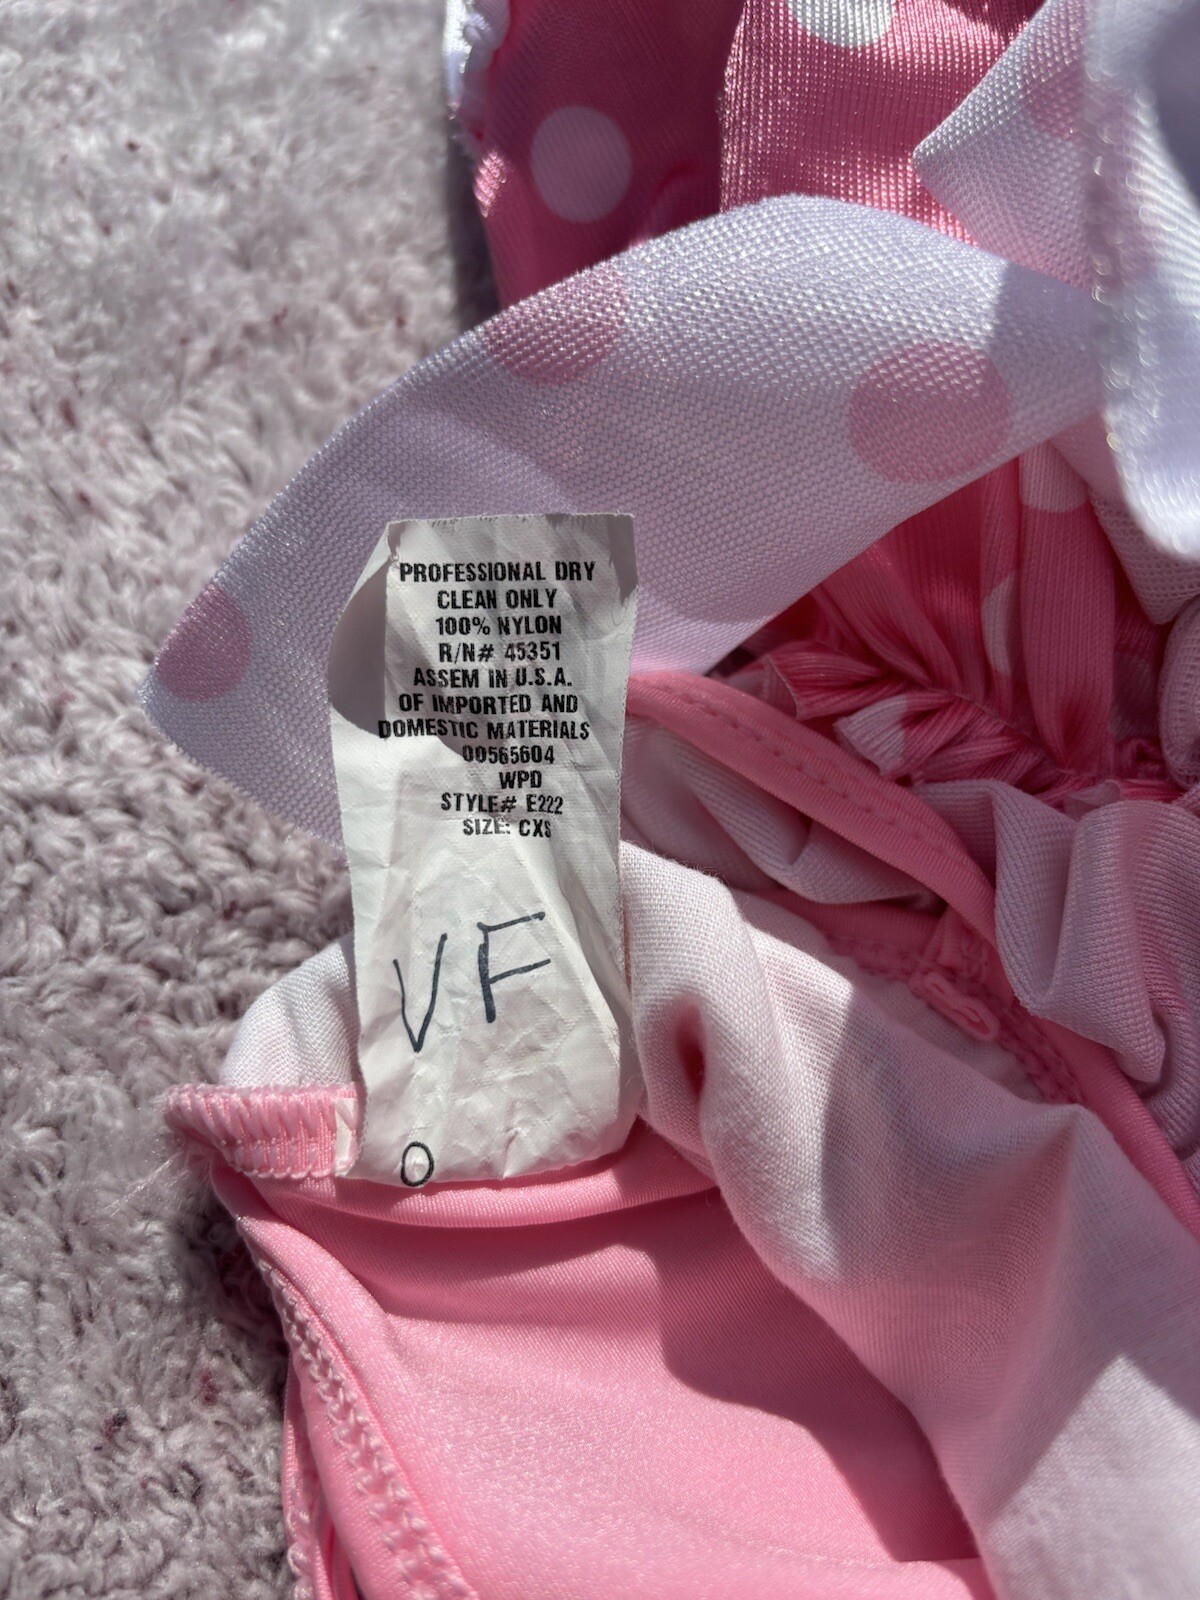 PROFESSIONAL DRY
CLEAN ONLY
100% NYLON
R/N# 45351
ASSEM IN U.S.A.
OF IMPORTED AND
DOMESTIC MATERIALS
00565604
WPD
STYLE# E222
SIZE: CXS
VF
O